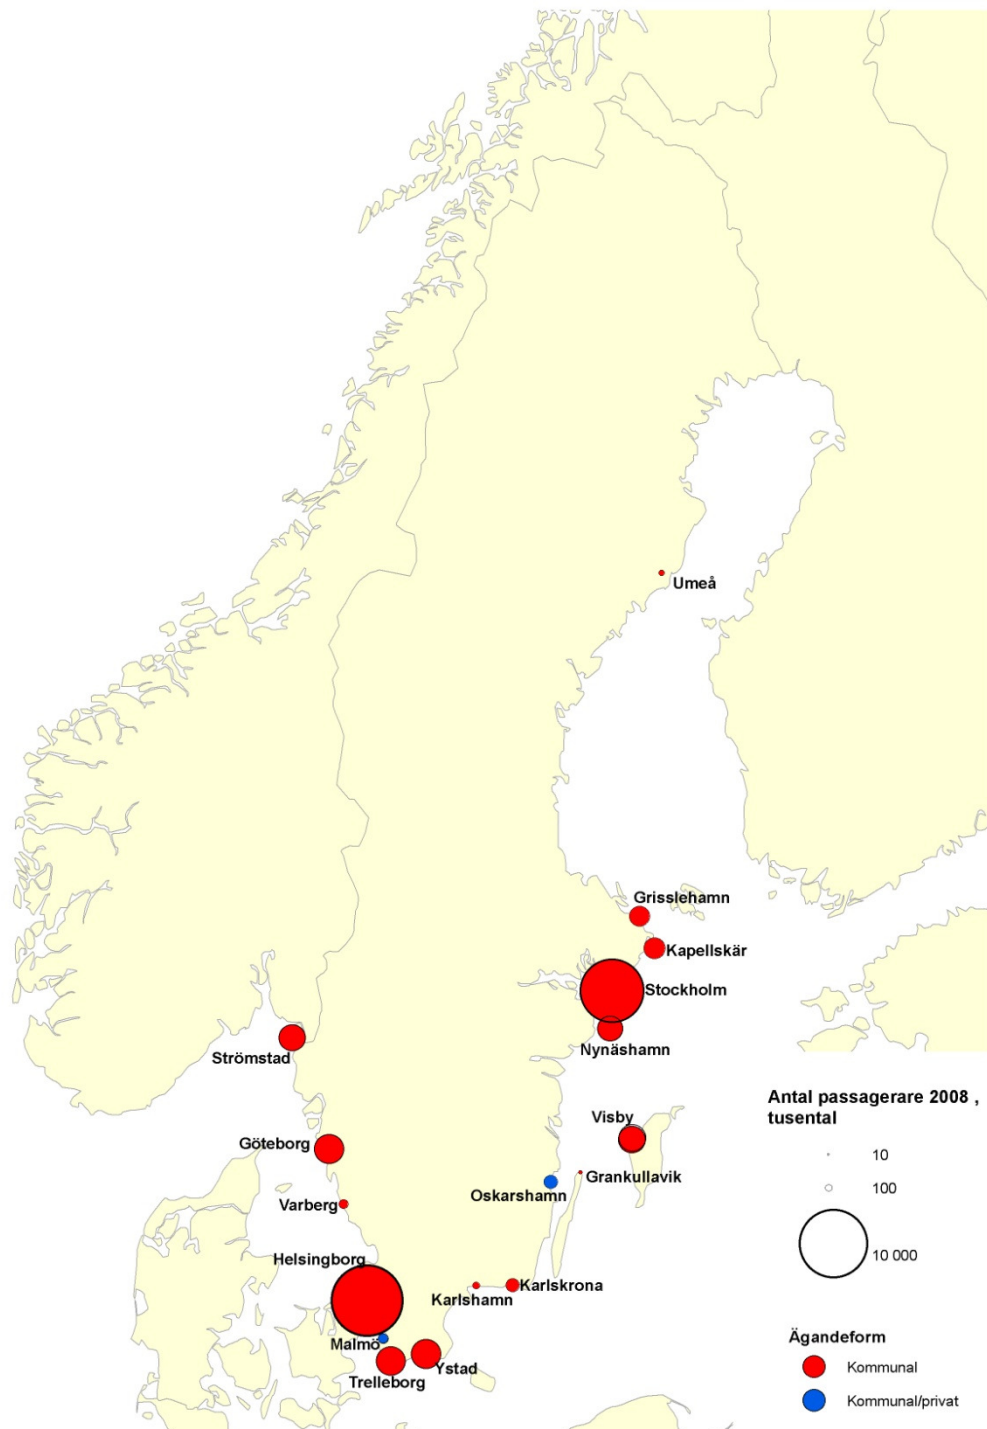 Umeå
Grisslehamn
Kapellskär
Stockholm
Nynäshamn
Strömstad
Göteborg
Visby
Grankullavik
Oskarshamn
Varberg
Helsingborg
Karlshamn
Karlskrona
Malmö
Ystad
Trelleborg
Antal passagerare 2008 ,
tusental
10
100
10 000
Ägandeform
Kommunal
Kommunal/privat